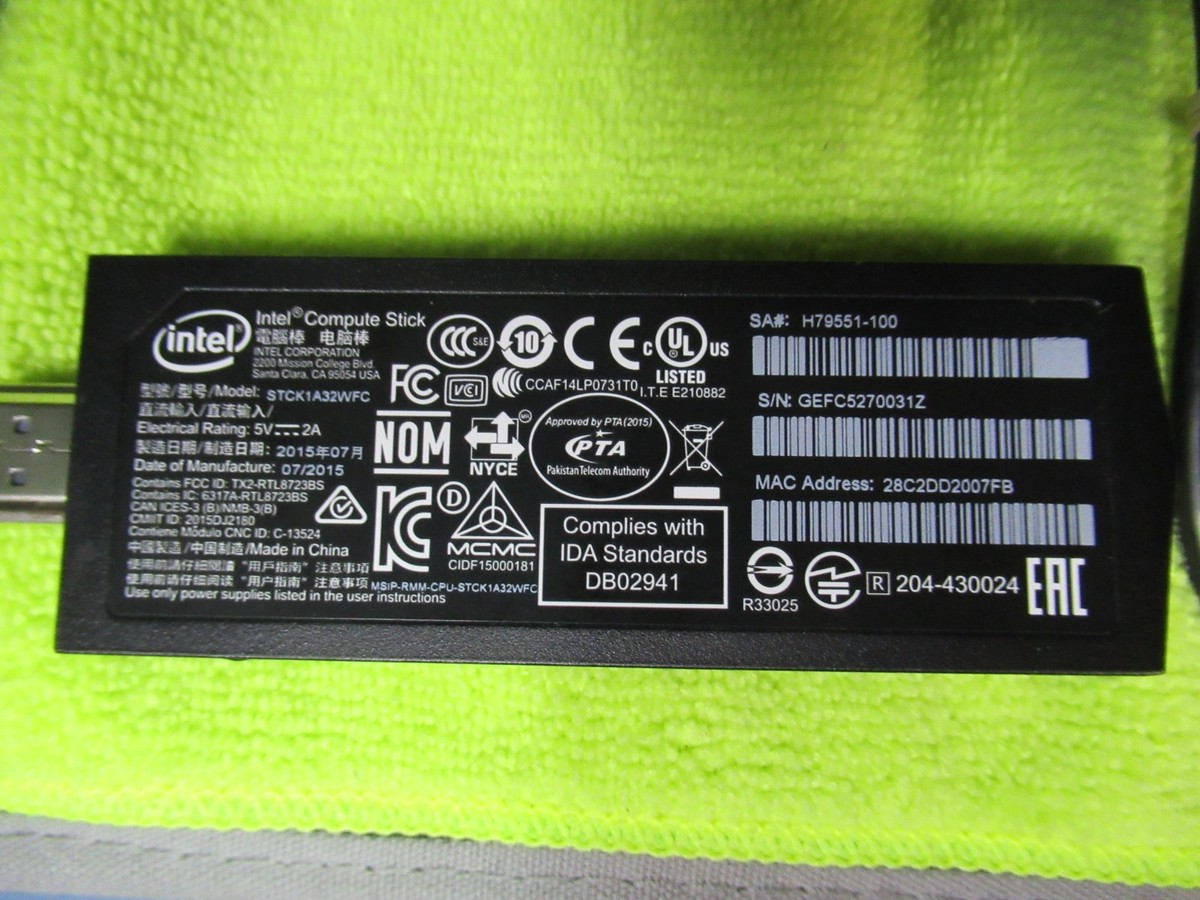 intel®
Intel® Compute Stick
電腦棒 电脑棒
INTEL CORPORATION
2200 Mission College Blvd.
Santa Clara, CA 95054 USA
型號/型号/Model: STCK1A32WFC
直流輸入/直流输入/
Electrical Rating: 5V 2A
製造日期/制造日期: 2015年07月
Date of Manufacture: 07/2015
Contains FCC ID: TX2-RTL8723BS
Contains IC: 6317A-RTL8723BS
CAN ICES-3 (B)/NMB-3(B)
CMIIT ID: 2015DJ2180
Contiene Módulo CNC ID: C-13524
中國製造/中国制造/Made in China
使用前請仔細閱讀 "用戶指南" 注意事項
使用前请仔细阅读 "用户指南" 注意事项
Use only power supplies listed in the user instructions
CCC S&E
10
CE
c UL US
LISTED
I.T.E E210882
FC
VCI
CCAF14LP0731T0
NOM
NYCE
Approved by PTA (2015)
PTA
Pakistan Telecom Authority
KC
D
MCMC
CIDF15000181
MSIP-RMM-CPU-STCK1A32WFC
Complies with
IDA Standards
DB02941
SA#: H79551-100
S/N: GEFC5270031Z
MAC Address: 28C2DD2007FB
R33025
R 204-430024
EAC